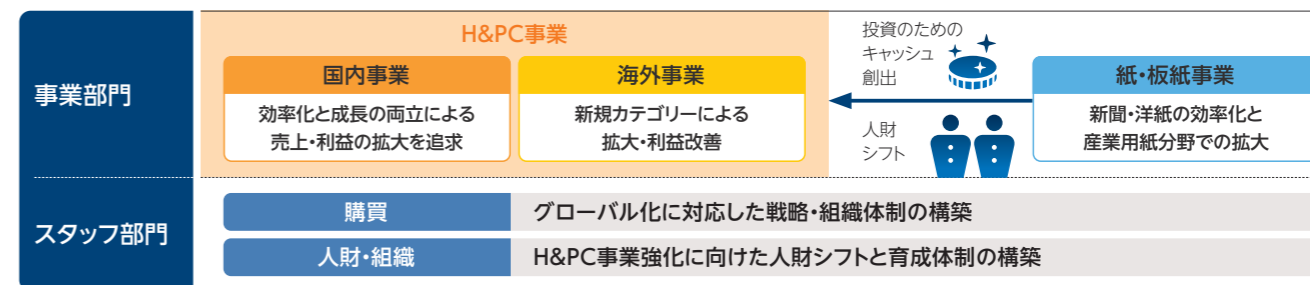 事業部門
H&PC事業
国内事業
効率化と成長の両立による
売上・利益の拡大を追求
海外事業
新規カテゴリーによる
拡大・利益改善
投資のための
キャッシュ
創出
人財
シフト
紙・板紙事業
新聞・洋紙の効率化と
産業用紙分野での拡大
スタッフ部門
購買
グローバル化に対応した戦略・組織体制の構築
人財・組織
H&PC事業強化に向けた人財シフトと育成体制の構築